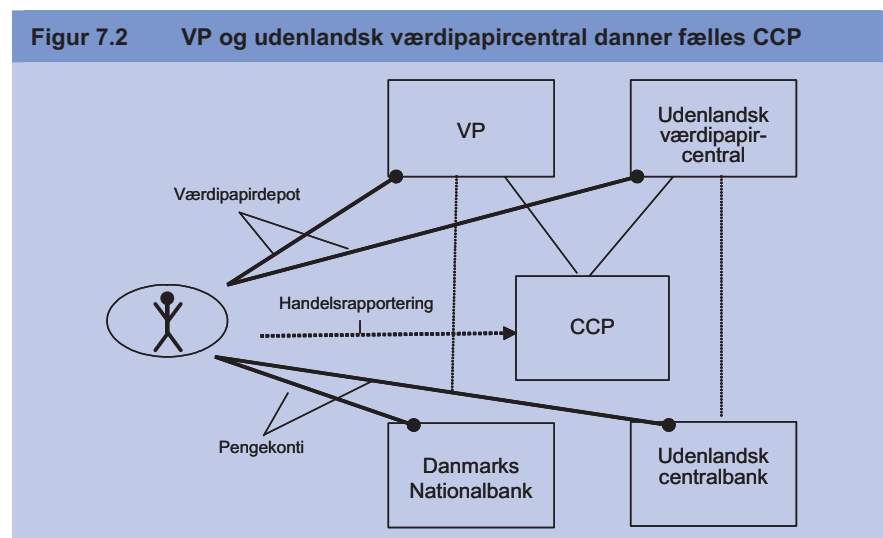 Figur 7.2 VP og udenlandsk værdipapircentral danner fælles CCP
VP
Udenlandsk
værdipapir-
central
Værdipapirdepot
Handelsrapportering
CCP
Pengekonti
Danmarks
Nationalbank
Udenlandsk
centralbank